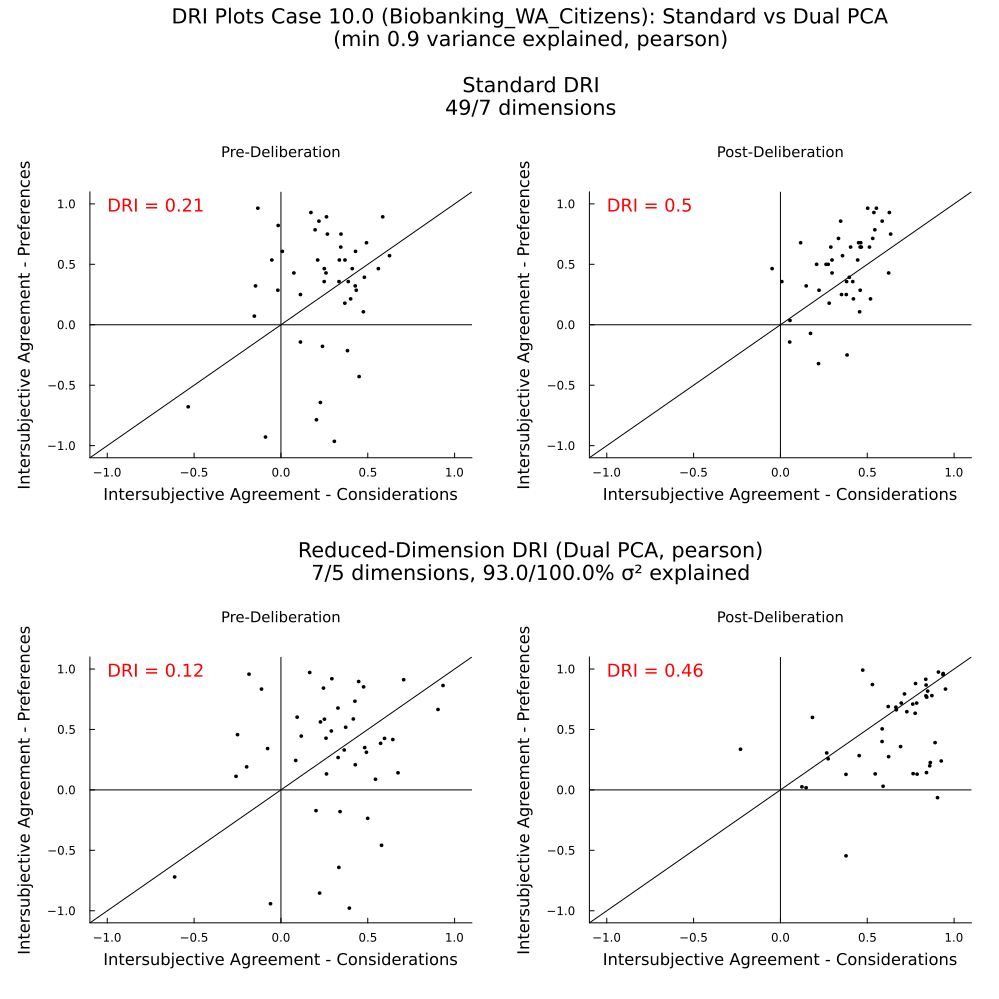 DRI Plots Case 10.0 (Biobanking_WA_Citizens): Standard vs Dual PCA
(min 0.9 variance explained, pearson)
Standard DRI
49/7 dimensions
Pre-Deliberation
DRI = 0.21
Intersubjective Agreement - Preferences
1.0
0.5
0.0
−0.5
−1.0
−1.0 −0.5 0.0 0.5 1.0
Intersubjective Agreement - Considerations
Post-Deliberation
DRI = 0.5
Intersubjective Agreement - Preferences
1.0
0.5
0.0
−0.5
−1.0
−1.0 −0.5 0.0 0.5 1.0
Intersubjective Agreement - Considerations
Reduced-Dimension DRI (Dual PCA, pearson)
7/5 dimensions, 93.0/100.0% σ² explained
Pre-Deliberation
DRI = 0.12
Intersubjective Agreement - Preferences
1.0
0.5
0.0
−0.5
−1.0
−1.0 −0.5 0.0 0.5 1.0
Intersubjective Agreement - Considerations
Post-Deliberation
DRI = 0.46
Intersubjective Agreement - Preferences
1.0
0.5
0.0
−0.5
−1.0
−1.0 −0.5 0.0 0.5 1.0
Intersubjective Agreement - Considerations